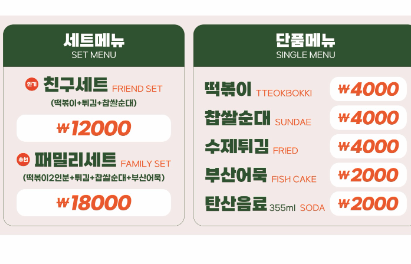 세트메뉴
SET MENU
친구세트 FRIEND SET
(떡볶이+튀김+찹쌀순대)
₩12000
패밀리세트 FAMILY SET
(떡볶이2인분+튀김+찹쌀순대+부산어묵)
₩18000
단품메뉴
SINGLE MENU
떡볶이 TTEOKBOKKI ₩4000
찹쌀순대 SUNDAE ₩4000
수제튀김 FRIED ₩4000
부산어묵 FISH CAKE ₩2000
탄산음료 355ml SODA ₩2000